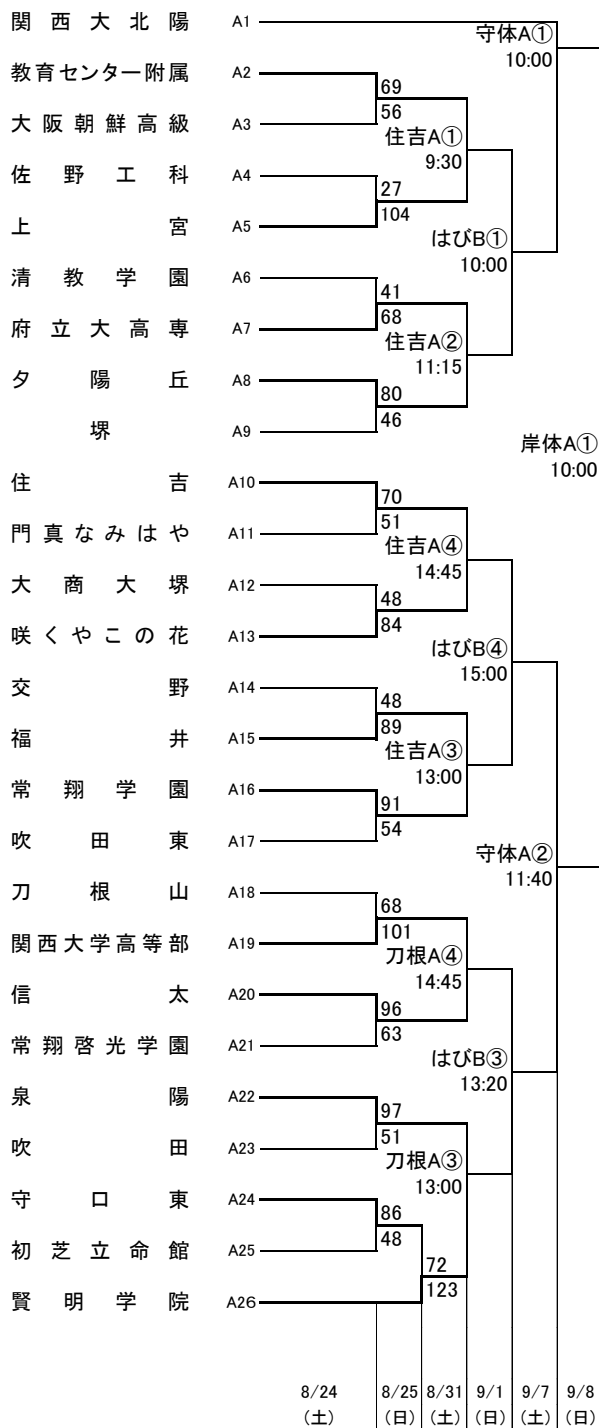 関西大北陽 A1
守体A①
10:00
教育センター附属 A2
69
56
大阪朝鮮高級 A3
住吉A①
9:30
佐野工科 A4
27
104
上宮 A5
はびB①
10:00
清教学園 A6
41
68
府立大高専 A7
住吉A②
11:15
夕陽丘 A8
80
46
堺 A9
岸体A①
10:00
住吉 A10
70
51
門真なみはや A11
住吉A④
14:45
大商大堺 A12
48
84
咲くやこの花 A13
はびB④
15:00
交野 A14
48
89
福井 A15
住吉A③
13:00
常翔学園 A16
91
54
吹田東 A17
守体A②
11:40
刀根山 A18
68
101
関西大学高等部 A19
刀根A④
14:45
信太 A20
96
63
常翔啓光学園 A21
はびB③
13:20
泉陽 A22
97
51
吹田 A23
刀根A③
13:00
守口東 A24
86
48
初芝立命館 A25
72
123
賢明学院 A26
8/24 8/25 8/31 9/1 9/7 9/8
(土) (日) (土) (日) (土) (日)